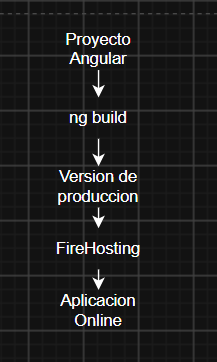 Proyecto
Angular
ng build
Version de
produccion
FireHosting
Aplicacion
Online